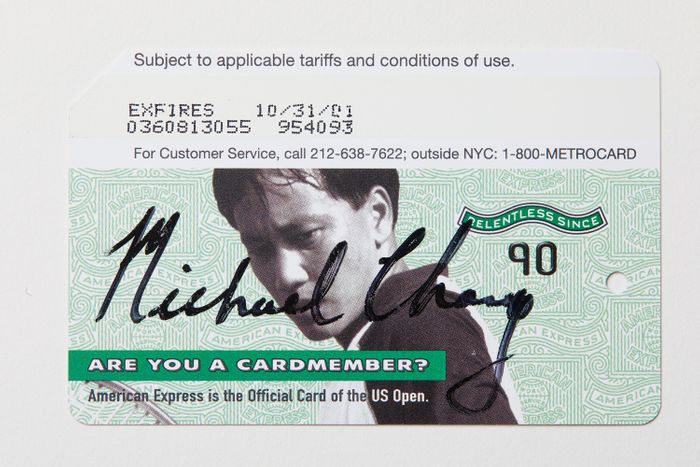 Subject to applicable tariffs and conditions of use.
EXPIRES 10/31/01
0360813055 954093
For Customer Service, call 212-638-7622; outside NYC: 1-800-METROCARD
RELENTLESS SINCE
90
Michael Chang
ARE YOU A CARDMEMBER?
American Express is the Official Card of the US Open.
AMERICAN EXPRESS